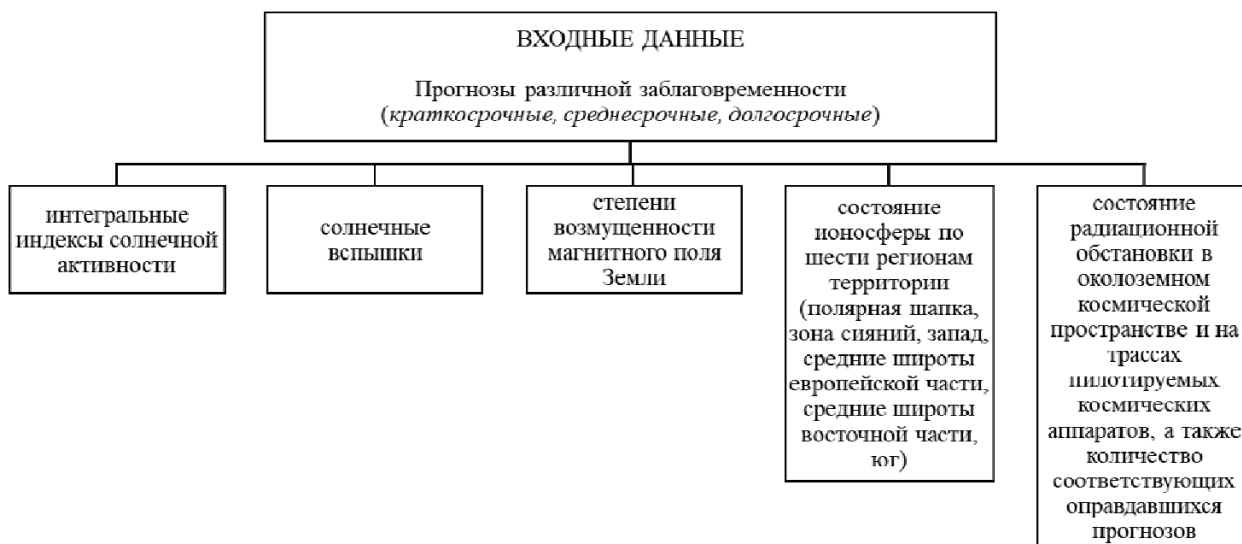 ВХОДНЫЕ ДАННЫЕ
Прогнозы различной заблаговременности
(краткосрочные, среднесрочные, долгосрочные)
интегральные
индексы солнечной
активности
солнечные
вспышки
степени
возмущенности
магнитного поля
Земли
состояние
ионосферы по
шести регионам
территории
(полярная шапка,
зона сияний, запад,
средние широты
европейской части,
средние широты
восточной части,
юг)
состояние
радиационной
обстановки в
околоземном
космической
пространстве и на
трассах
пилотируемых
космических
аппаратов, а также
количество
соответствующих
оправдавшихся
прогнозов